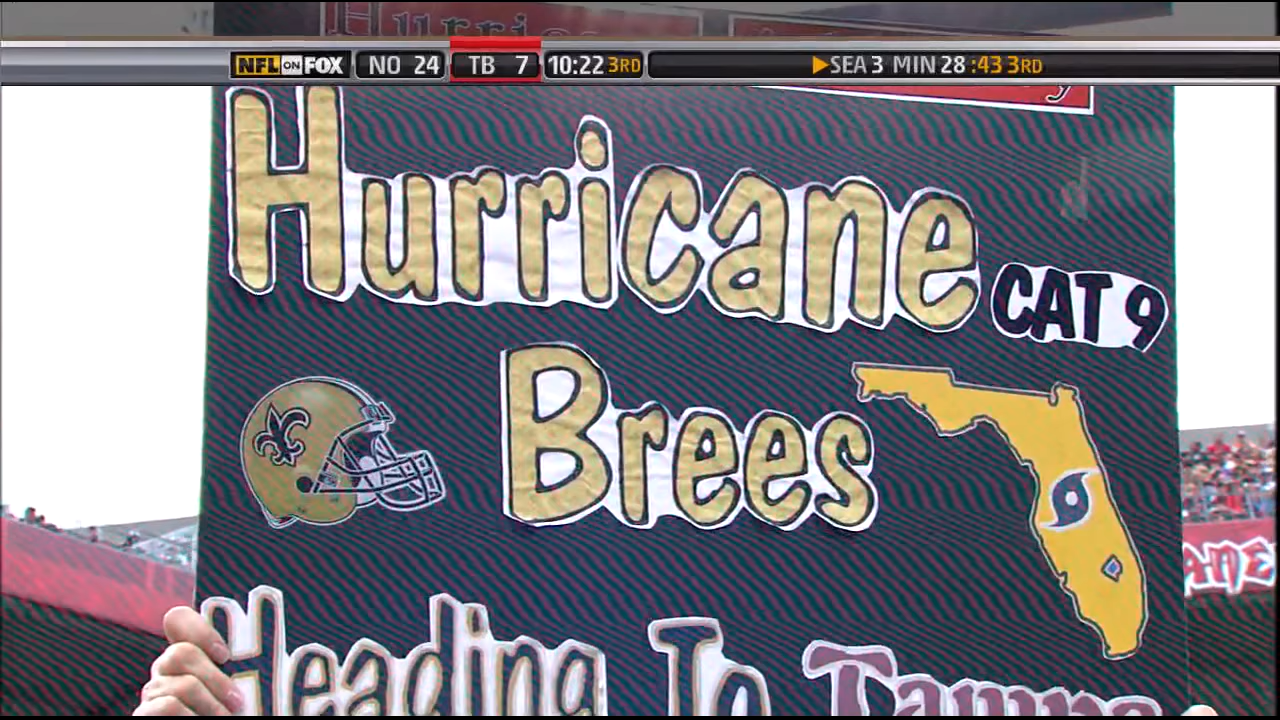 NFL ON FOX NO 24 TB 7 10:22 3RD ▶SEA 3 MIN 28 :43 3RD
Hurricane
CAT 9
Brees
Heading To Tampa